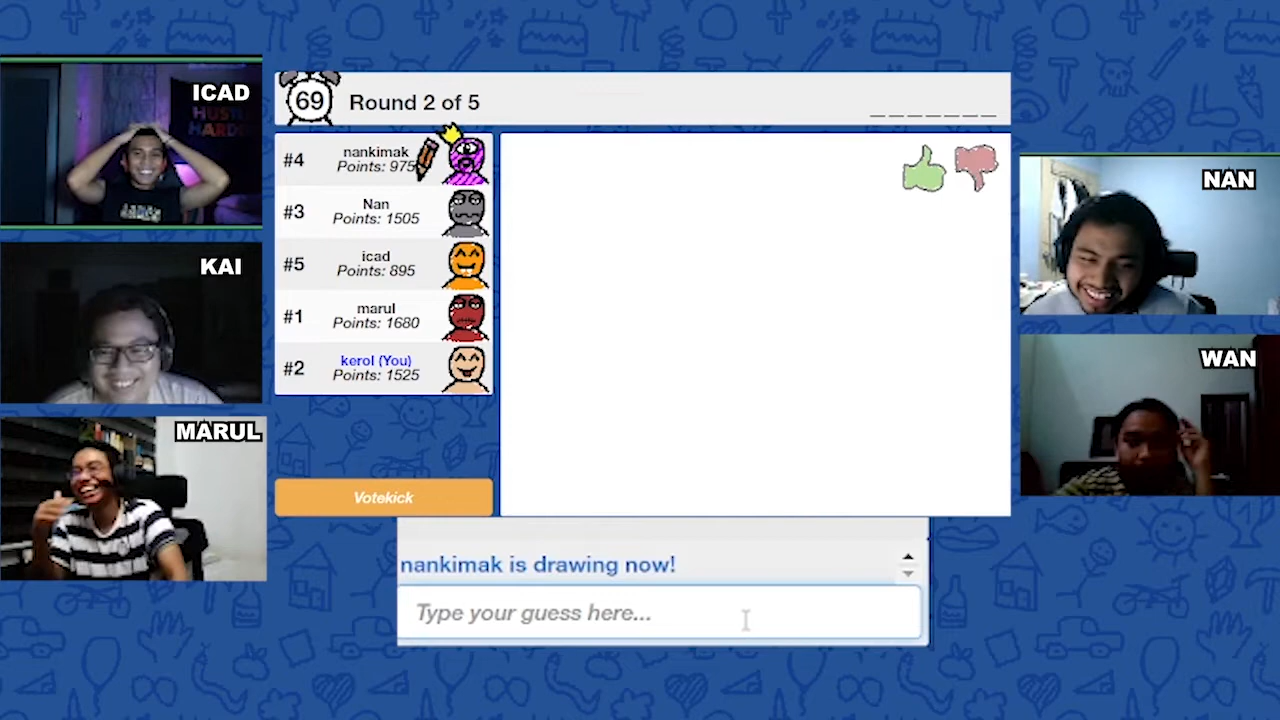 ICAD
HUSTLE
HARDER
KAI
MARUL
69
Round 2 of 5
_ _ _ _ _ _ _
#4
nankimak
Points: 975
#3
Nan
Points: 1505
#5
icad
Points: 895
#1
marul
Points: 1680
#2
kerol (You)
Points: 1525
Votekick
nankimak is drawing now!
Type your guess here...
NAN
WAN